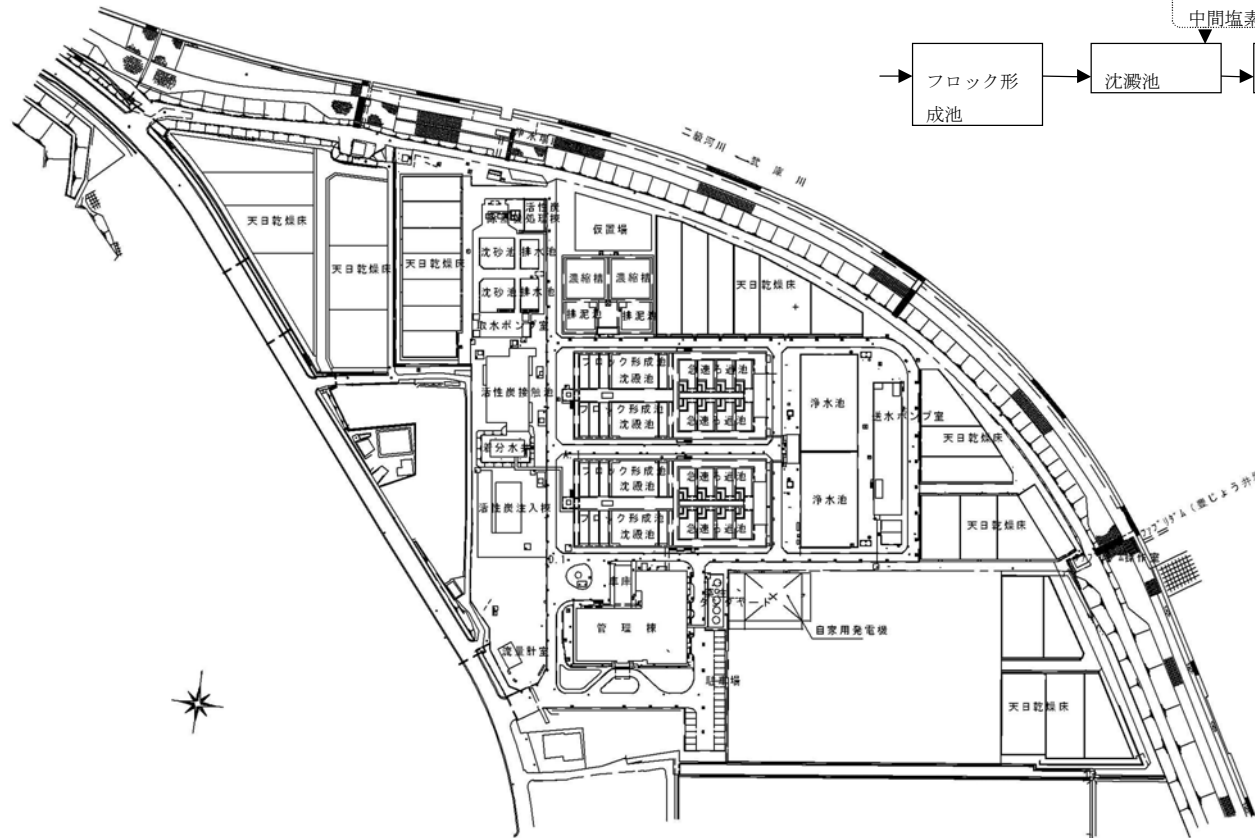 中間塩素
フロック形
成池
沈澱池
二級河川 武庫川
活性炭
天日乾燥床
仮置場
沈砂池
排水池
天日乾燥床
天日乾燥床
濃縮槽
濃縮槽
天日乾燥床
沈砂池
排水池
排泥池
排泥池
取水ポンプ室
フロック形成池
急速ろ過池
沈澱池
活性炭接触池
浄水池
送水ポンプ室
フロック形成池
沈澱池
急速ろ過池
天日乾燥床
フロック形成池
急速ろ過池
沈澱池
浄水池
活性炭注入棟
フロック形成池
急速ろ過池
沈澱池
天日乾燥床
車庫
管理棟
自家用発電機
流量計室
駐車場
天日乾燥床